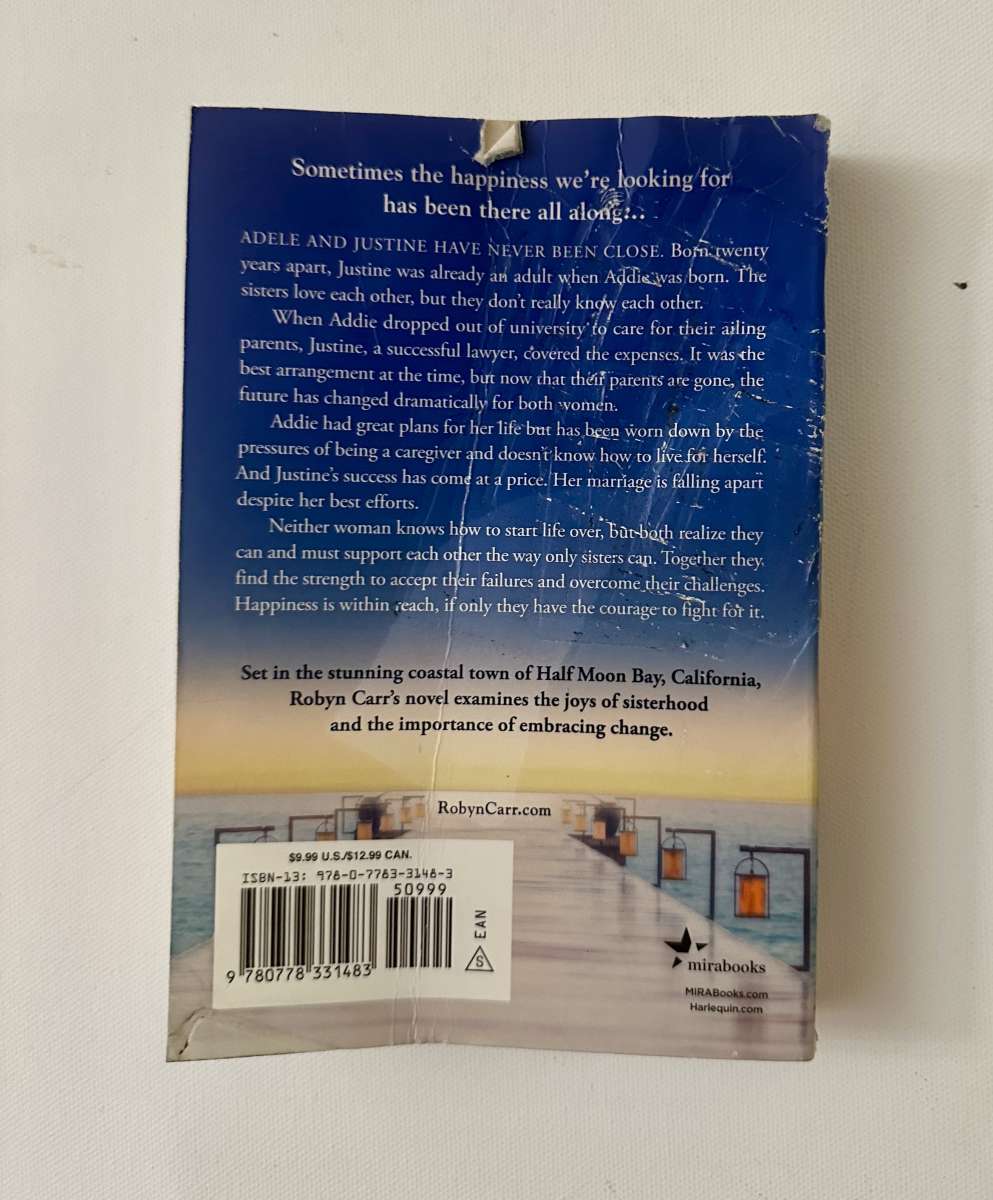 Sometimes the happiness we're looking for
has been there all along...
ADELE AND JUSTINE HAVE NEVER BEEN CLOSE. Born twenty
years apart, Justine was already an adult when Addie was born. The
sisters love each other, but they don't really know each other.
When Addie dropped out of university to care for their ailing
parents, Justine, a successful lawyer, covered the expenses. It was the
best arrangement at the time, but now that their parents are gone, the
future has changed dramatically for both women.
Addie had great plans for her life but has been worn down by the
pressures of being a caregiver and doesn't know how to live for herself.
And Justine's success has come at a price. Her marriage is falling apart
despite her best efforts.
Neither woman knows how to start life over, but both realize they
can and must support each other the way only sisters can. Together they
find the strength to accept their failures and overcome their challenges.
Happiness is within reach, if only they have the courage to fight for it.
Set in the stunning coastal town of Half Moon Bay, California,
Robyn Carr's novel examines the joys of sisterhood
and the importance of embracing change.
RobynCarr.com
$9.99 U.S./$12.99 CAN.
ISBN-13: 978-0-7783-3148-3
50999
EAN
S
9 780778 331483
mirabooks
MIRABooks.com
Harlequin.com